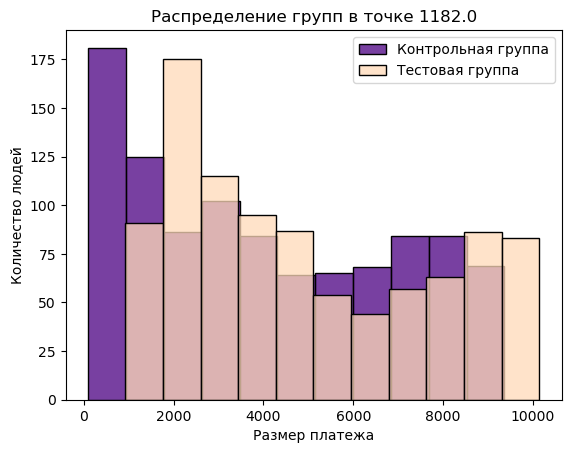 Распределение групп в точке 1182.0
Контрольная группа
Тестовая группа
Количество людей
175
150
125
100
75
50
25
0
0 2000 4000 6000 8000 10000
Размер платежа